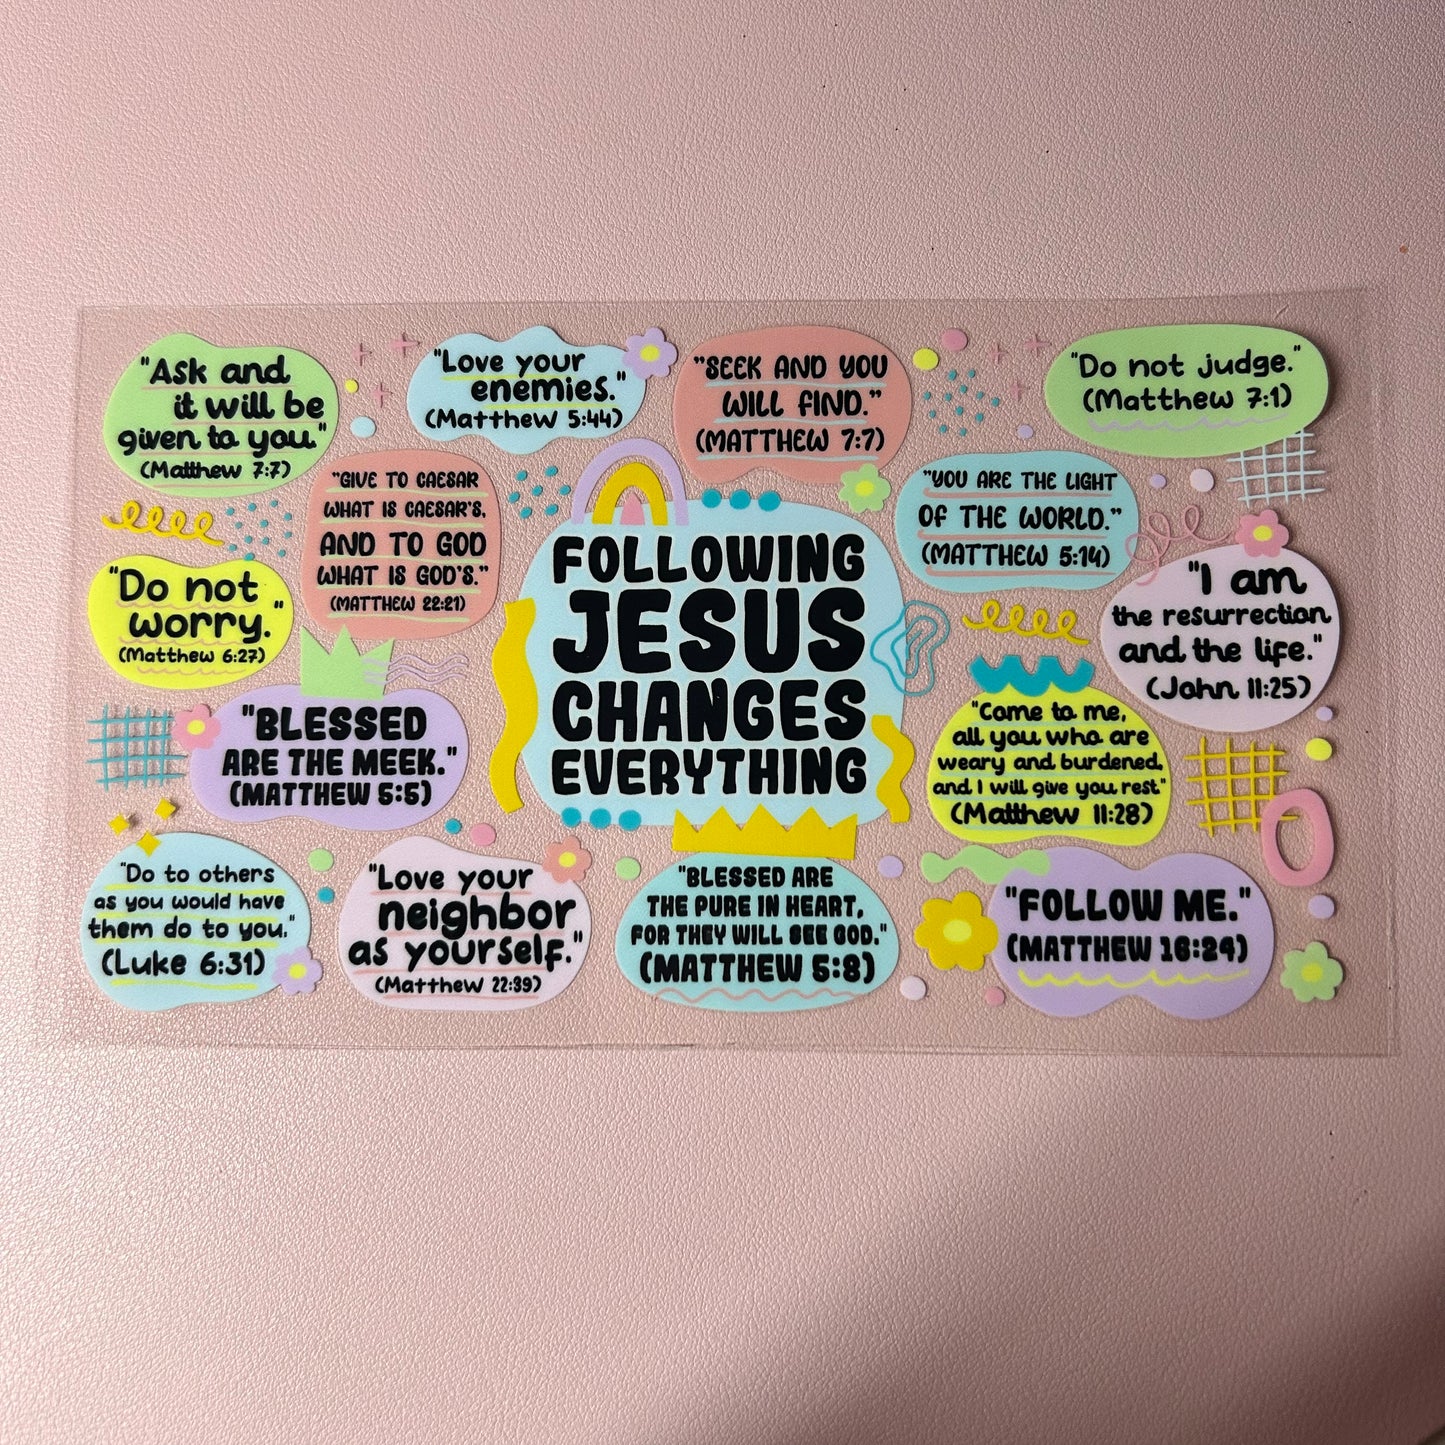 "Ask and
it will be
given to you."
(Matthew 7:7)
"Love your
enemies."
(Matthew 5:44)
"SEEK AND YOU
WILL FIND."
(MATTHEW 7:7)
"Do not judge."
(Matthew 7:1)
"GIVE TO CAESAR
WHAT IS CAESAR'S,
AND TO GOD
WHAT IS GOD'S."
(MATTHEW 22:21)
"YOU ARE THE LIGHT
OF THE WORLD."
(MATTHEW 5:14)
"Do not
worry."
(Matthew 6:27)
FOLLOWING
JESUS
CHANGES
EVERYTHING
"I am
the resurrection
and the life."
(John 11:25)
"BLESSED
ARE THE MEEK."
(MATTHEW 5:5)
"Come to me,
all you who are
weary and burdened,
and I will give you rest"
(Matthew 11:28)
"Do to others
as you would have
them do to you."
(Luke 6:31)
"Love your
neighbor
as yourself."
(Matthew 22:39)
"BLESSED ARE
THE PURE IN HEART,
FOR THEY WILL SEE GOD."
(MATTHEW 5:8)
"FOLLOW ME."
(MATTHEW 16:24)